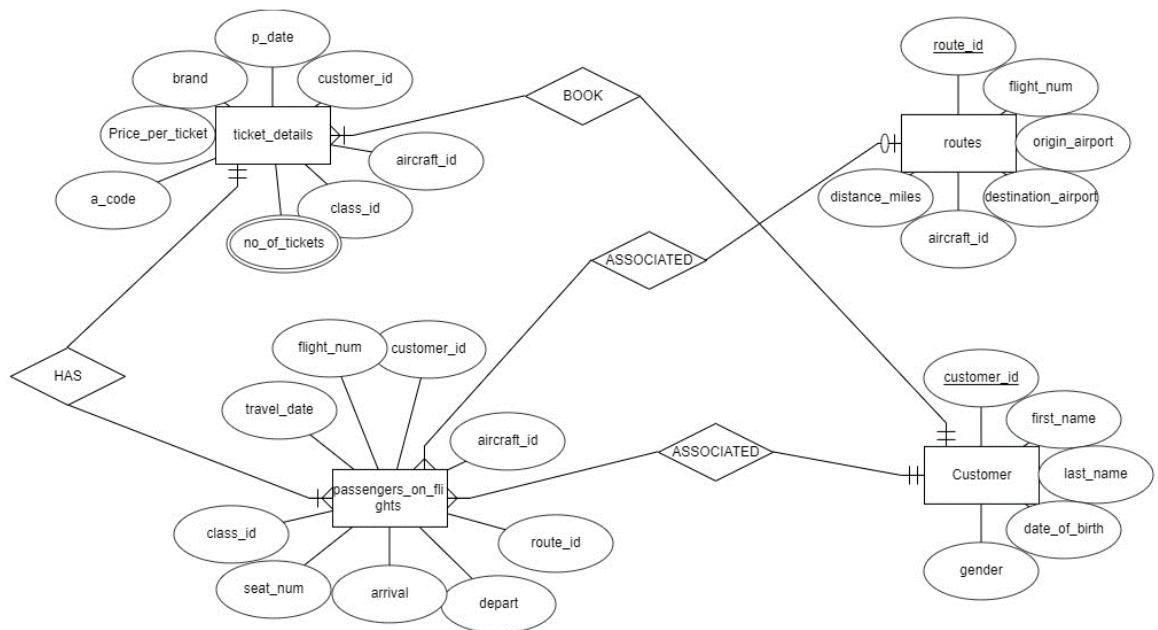 p_date
brand
customer_id
Price_per_ticket
ticket_details
aircraft_id
a_code
class_id
no_of_tickets
BOOK
route_id
flight_num
routes
origin_airport
distance_miles
destination_airport
aircraft_id
ASSOCIATED
HAS
flight_num
customer_id
travel_date
aircraft_id
passengers_on_fli
ghts
class_id
route_id
seat_num
arrival
depart
ASSOCIATED
customer_id
first_name
Customer
last_name
date_of_birth
gender